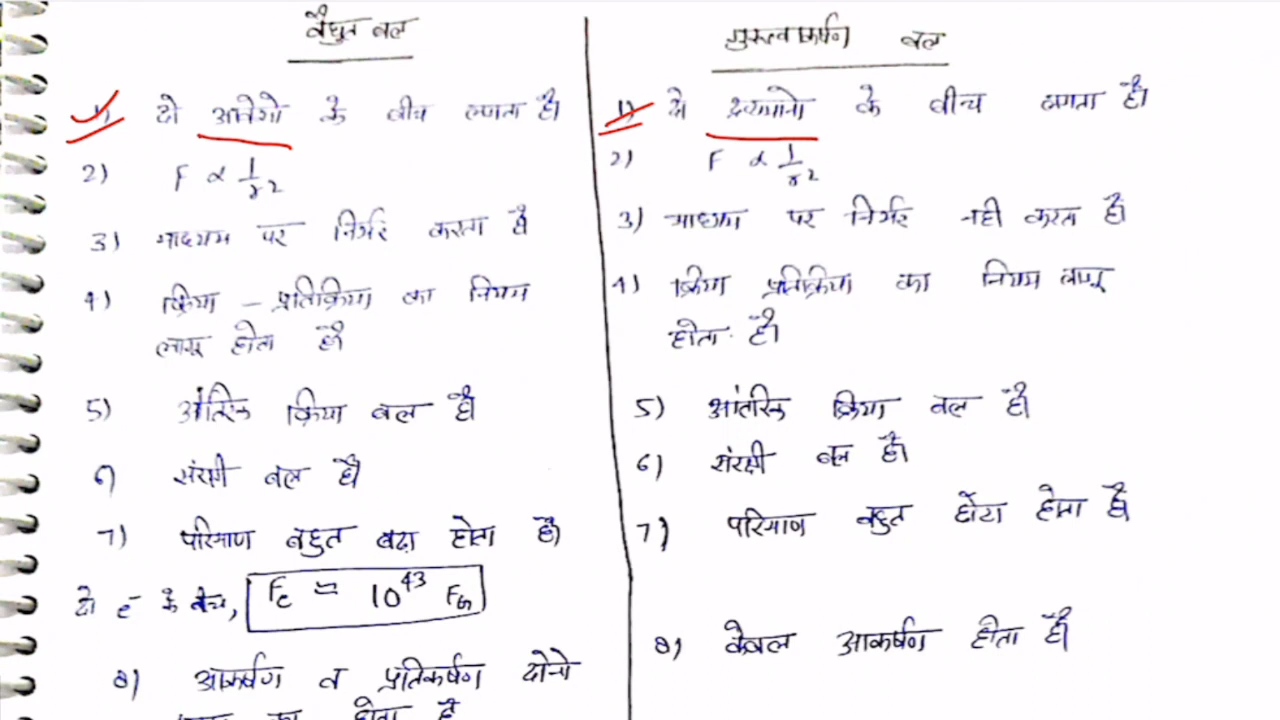 वैद्युत बल
1) दो आवेशो के बीच लगता है।
2) F ∝ 1/r²
3) माध्यम पर निर्भर करता है
4) क्रिया - प्रतिक्रिया का नियम
लागू होता है।
5) आंतरिक क्रिया बल है।
6) संरक्षी बल है।
7) परिमाण बहुत बड़ा होता है।
दो e⁻ के बीच, Fc ≈ 10⁴³ FG
8) आकर्षण व प्रतिकर्षण दोनो
का होता है
गुरुत्वाकर्षण बल
1) दो द्रव्यमानो के बीच लगता है।
2) F ∝ 1/r²
3) माध्यम पर निर्भर नही करता है।
4) क्रिया प्रतिक्रिया का नियम लागू
होता है।
5) आंतरिक क्रिया बल है।
6) संरक्षी बल है।
7) परिमाण बहुत छोटा होता है
8) केवल आकर्षण होता है।